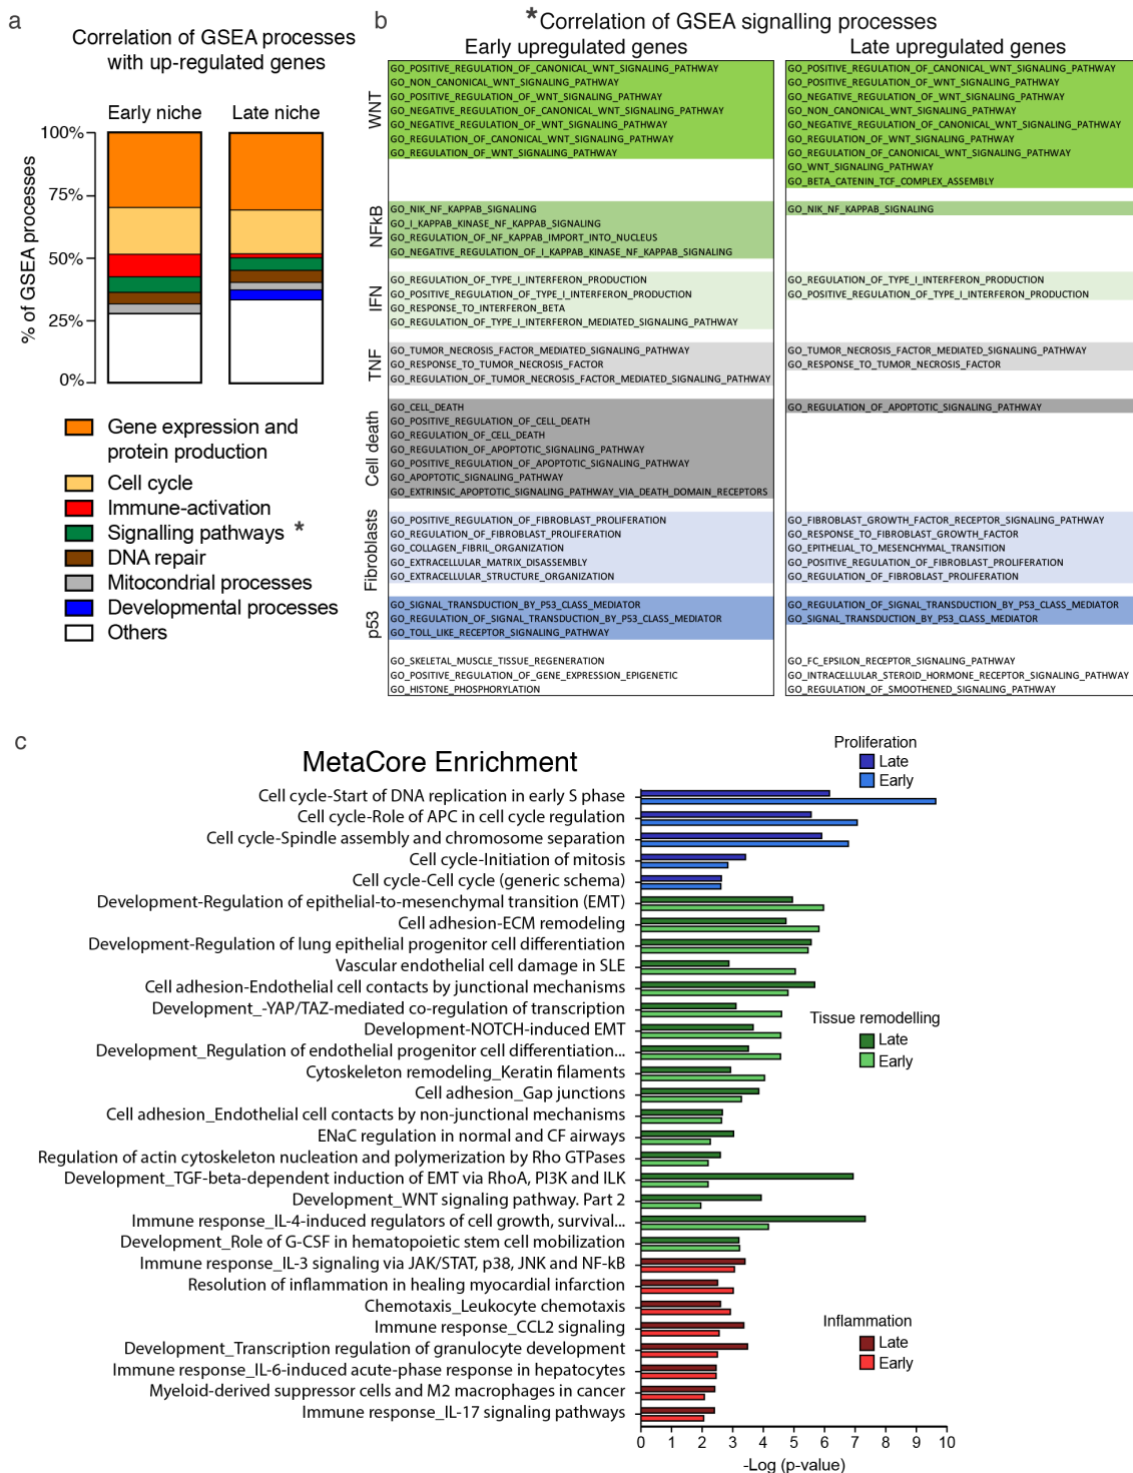 a
Correlation of GSEA processes
with up-regulated genes
Early niche
Late niche
100%
75%
50%
25%
0%
% of GSEA processes
Gene expression and
protein production
Cell cycle
Immune-activation
Signalling pathways *
DNA repair
Mitocondrial processes
Developmental processes
Others
b
*Correlation of GSEA signalling processes
Early upregulated genes
Late upregulated genes
WNT
GO_POSITIVE_REGULATION_OF_CANONICAL_WNT_SIGNALING_PATHWAY
GO_NON_CANONICAL_WNT_SIGNALING_PATHWAY
GO_POSITIVE_REGULATION_OF_WNT_SIGNALING_PATHWAY
GO_NEGATIVE_REGULATION_OF_CANONICAL_WNT_SIGNALING_PATHWAY
GO_NEGATIVE_REGULATION_OF_WNT_SIGNALING_PATHWAY
GO_REGULATION_OF_CANONICAL_WNT_SIGNALING_PATHWAY
GO_REGULATION_OF_WNT_SIGNALING_PATHWAY
GO_POSITIVE_REGULATION_OF_CANONICAL_WNT_SIGNALING_PATHWAY
GO_POSITIVE_REGULATION_OF_WNT_SIGNALING_PATHWAY
GO_NEGATIVE_REGULATION_OF_WNT_SIGNALING_PATHWAY
GO_NON_CANONICAL_WNT_SIGNALING_PATHWAY
GO_NEGATIVE_REGULATION_OF_CANONICAL_WNT_SIGNALING_PATHWAY
GO_REGULATION_OF_WNT_SIGNALING_PATHWAY
GO_REGULATION_OF_CANONICAL_WNT_SIGNALING_PATHWAY
GO_WNT_SIGNALING_PATHWAY
GO_BETA_CATENIN_TCF_COMPLEX_ASSEMBLY
NFkB
GO_NIK_NF_KAPPAB_SIGNALING
GO_I_KAPPAB_KINASE_NF_KAPPAB_SIGNALING
GO_REGULATION_OF_NF_KAPPAB_IMPORT_INTO_NUCLEUS
GO_NEGATIVE_REGULATION_OF_I_KAPPAB_KINASE_NF_KAPPAB_SIGNALING
GO_NIK_NF_KAPPAB_SIGNALING
IFN
GO_REGULATION_OF_TYPE_I_INTERFERON_PRODUCTION
GO_POSITIVE_REGULATION_OF_TYPE_I_INTERFERON_PRODUCTION
GO_RESPONSE_TO_INTERFERON_BETA
GO_REGULATION_OF_TYPE_I_INTERFERON_MEDIATED_SIGNALING_PATHWAY
GO_REGULATION_OF_TYPE_I_INTERFERON_PRODUCTION
GO_POSITIVE_REGULATION_OF_TYPE_I_INTERFERON_PRODUCTION
TNF
GO_TUMOR_NECROSIS_FACTOR_MEDIATED_SIGNALING_PATHWAY
GO_RESPONSE_TO_TUMOR_NECROSIS_FACTOR
GO_REGULATION_OF_TUMOR_NECROSIS_FACTOR_MEDIATED_SIGNALING_PATHWAY
GO_TUMOR_NECROSIS_FACTOR_MEDIATED_SIGNALING_PATHWAY
GO_RESPONSE_TO_TUMOR_NECROSIS_FACTOR
Cell death
GO_CELL_DEATH
GO_POSITIVE_REGULATION_OF_CELL_DEATH
GO_REGULATION_OF_CELL_DEATH
GO_REGULATION_OF_APOPTOTIC_SIGNALING_PATHWAY
GO_POSITIVE_REGULATION_OF_APOPTOTIC_SIGNALING_PATHWAY
GO_APOPTOTIC_SIGNALING_PATHWAY
GO_EXTRINSIC_APOPTOTIC_SIGNALING_PATHWAY_VIA_DEATH_DOMAIN_RECEPTORS
GO_REGULATION_OF_APOPTOTIC_SIGNALING_PATHWAY
Fibroblasts
GO_POSITIVE_REGULATION_OF_FIBROBLAST_PROLIFERATION
GO_REGULATION_OF_FIBROBLAST_PROLIFERATION
GO_COLLAGEN_FIBRIL_ORGANIZATION
GO_EXTRACELLULAR_MATRIX_DISASSEMBLY
GO_EXTRACELLULAR_STRUCTURE_ORGANIZATION
GO_FIBROBLAST_GROWTH_FACTOR_RECEPTOR_SIGNALING_PATHWAY
GO_RESPONSE_TO_FIBROBLAST_GROWTH_FACTOR
GO_EPITHELIAL_TO_MESENCHYMAL_TRANSITION
GO_POSITIVE_REGULATION_OF_FIBROBLAST_PROLIFERATION
GO_REGULATION_OF_FIBROBLAST_PROLIFERATION
p53
GO_SIGNAL_TRANSDUCTION_BY_P53_CLASS_MEDIATOR
GO_REGULATION_OF_SIGNAL_TRANSDUCTION_BY_P53_CLASS_MEDIATOR
GO_TOLL_LIKE_RECEPTOR_SIGNALING_PATHWAY
GO_REGULATION_OF_SIGNAL_TRANSDUCTION_BY_P53_CLASS_MEDIATOR
GO_SIGNAL_TRANSDUCTION_BY_P53_CLASS_MEDIATOR
GO_SKELETAL_MUSCLE_TISSUE_REGENERATION
GO_POSITIVE_REGULATION_OF_GENE_EXPRESSION_EPIGENETIC
GO_HISTONE_PHOSPHORYLATION
GO_FC_EPSILON_RECEPTOR_SIGNALING_PATHWAY
GO_INTRACELLULAR_STEROID_HORMONE_RECEPTOR_SIGNALING_PATHWAY
GO_REGULATION_OF_SMOOTHENED_SIGNALING_PATHWAY
c
MetaCore Enrichment
Proliferation
Late
Early
Cell cycle-Start of DNA replication in early S phase
Cell cycle-Role of APC in cell cycle regulation
Cell cycle-Spindle assembly and chromosome separation
Cell cycle-Initiation of mitosis
Cell cycle-Cell cycle (generic schema)
Development-Regulation of epithelial-to-mesenchymal transition (EMT)
Cell adhesion-ECM remodeling
Development-Regulation of lung epithelial progenitor cell differentiation
Vascular endothelial cell damage in SLE
Cell adhesion-Endothelial cell contacts by junctional mechanisms
Development_-YAP/TAZ-mediated co-regulation of transcription
Development-NOTCH-induced EMT
Development_Regulation of endothelial progenitor cell differentiation...
Cytoskeleton remodeling_Keratin filaments
Cell adhesion_Gap junctions
Cell adhesion_Endothelial cell contacts by non-junctional mechanisms
ENaC regulation in normal and CF airways
Regulation of actin cytoskeleton nucleation and polymerization by Rho GTPases
Development_TGF-beta-dependent induction of EMT via RhoA, PI3K and ILK
Development_WNT signaling pathway. Part 2
Immune response_IL-4-induced regulators of cell growth, survival...
Development_Role of G-CSF in hematopoietic stem cell mobilization
Immune response_IL-3 signaling via JAK/STAT, p38, JNK and NF-kB
Resolution of inflammation in healing myocardial infarction
Chemotaxis_Leukocyte chemotaxis
Immune response_CCL2 signaling
Development_Transcription regulation of granulocyte development
Immune response_IL-6-induced acute-phase response in hepatocytes
Myeloid-derived suppressor cells and M2 macrophages in cancer
Immune response_IL-17 signaling pathways
Tissue remodelling
Late
Early
Inflammation
Late
Early
0 1 2 3 4 5 6 7 8 9 10
-Log (p-value)